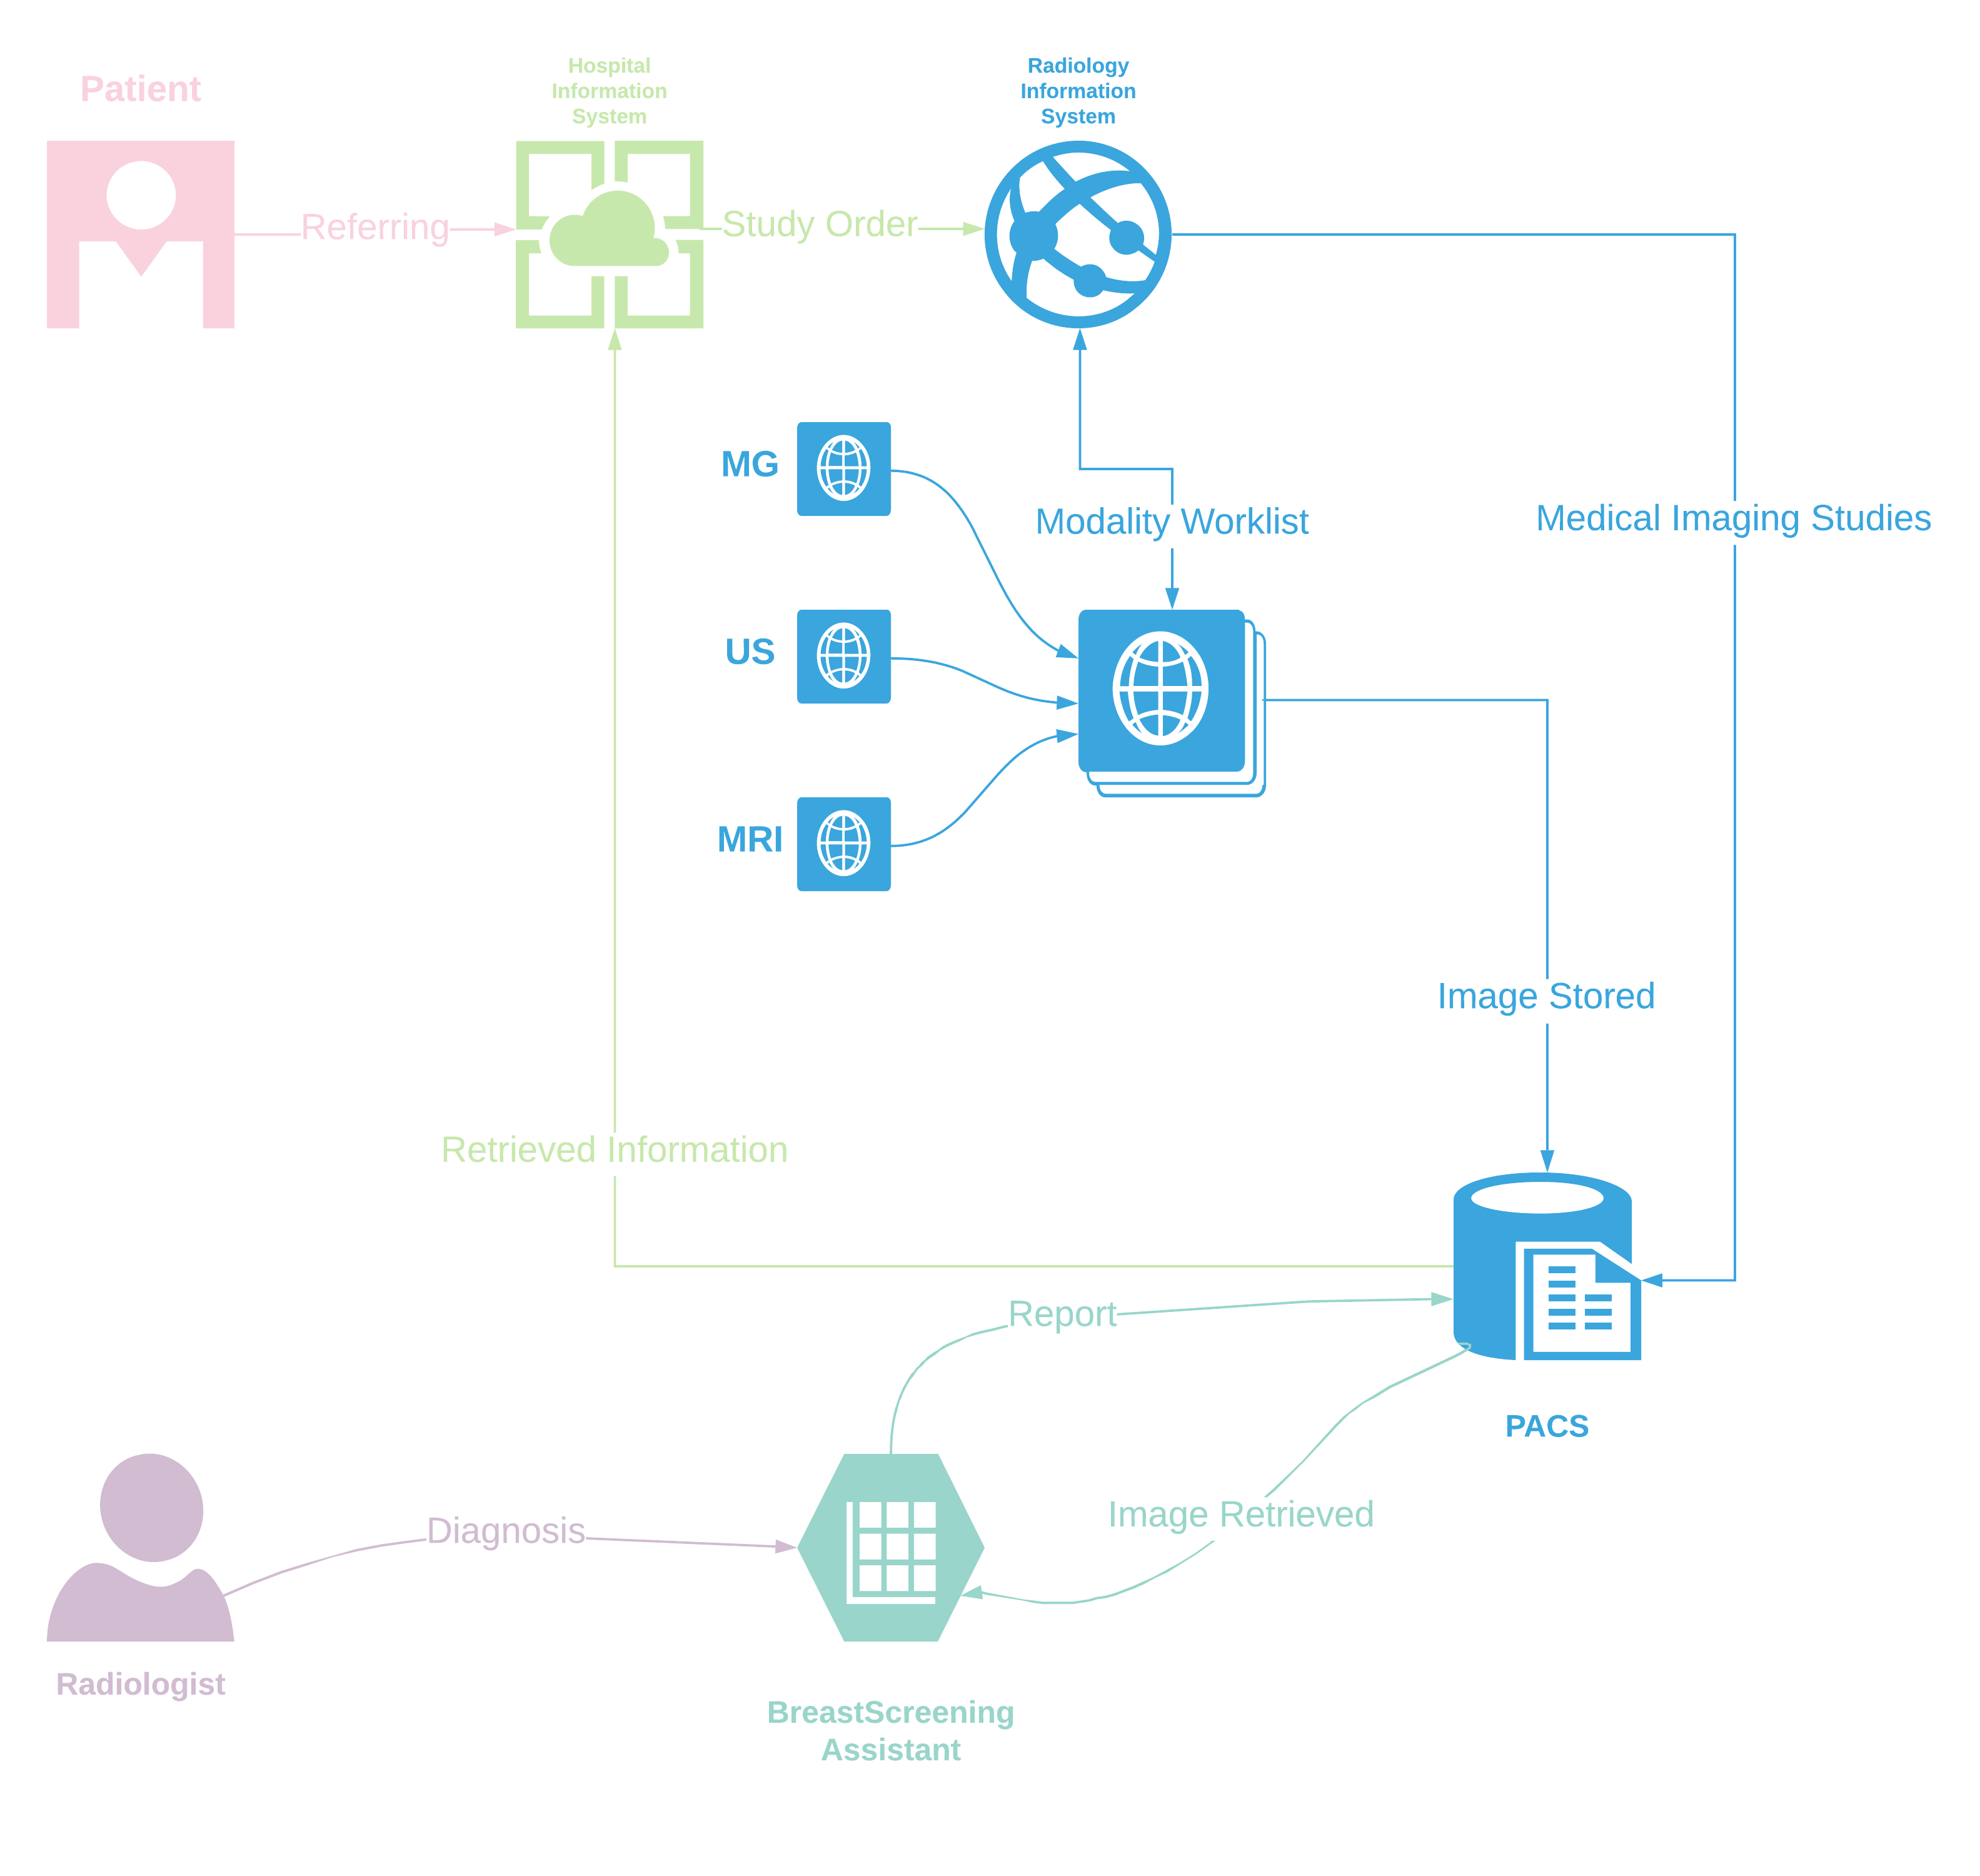 Patient
Hospital
Information
System
Radiology
Information
System
Referring
Study Order
MG
Modality Worklist
Medical Imaging Studies
US
MRI
Image Stored
Retrieved Information
Report
PACS
Image Retrieved
Diagnosis
Radiologist
BreastScreening
Assistant